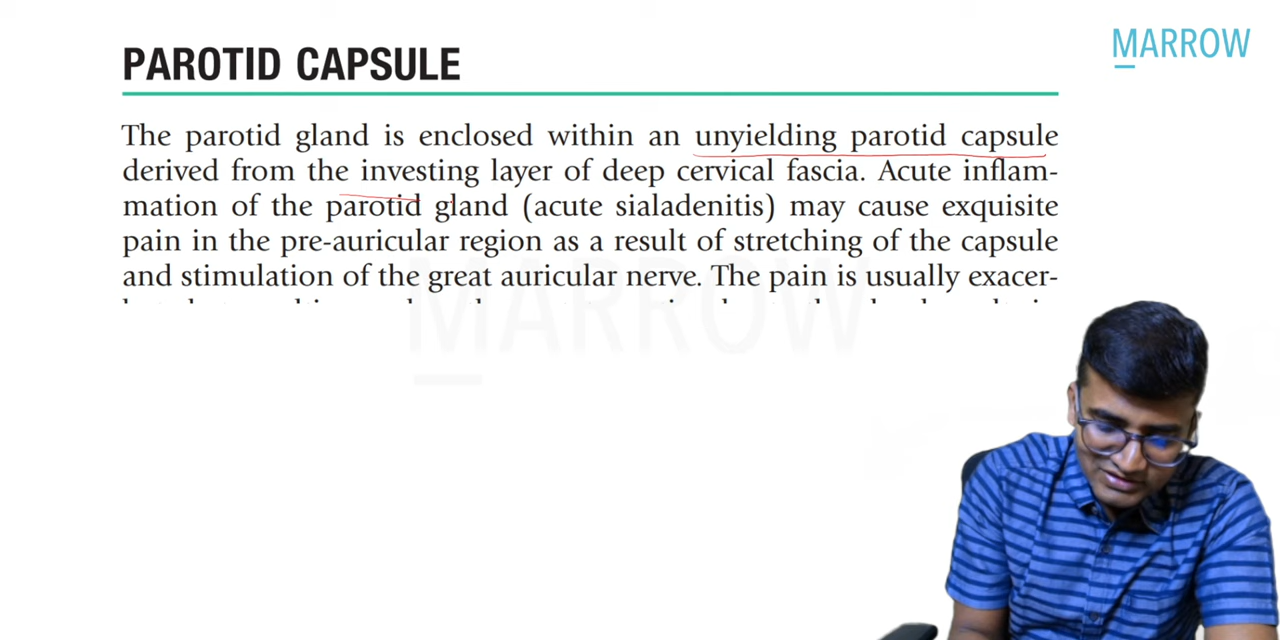 MARROW
PAROTID CAPSULE
The parotid gland is enclosed within an unyielding parotid capsule
derived from the investing layer of deep cervical fascia. Acute inflam-
mation of the parotid gland (acute sialadenitis) may cause exquisite
pain in the pre-auricular region as a result of stretching of the capsule
and stimulation of the great auricular nerve. The pain is usually exacer-
MARROW